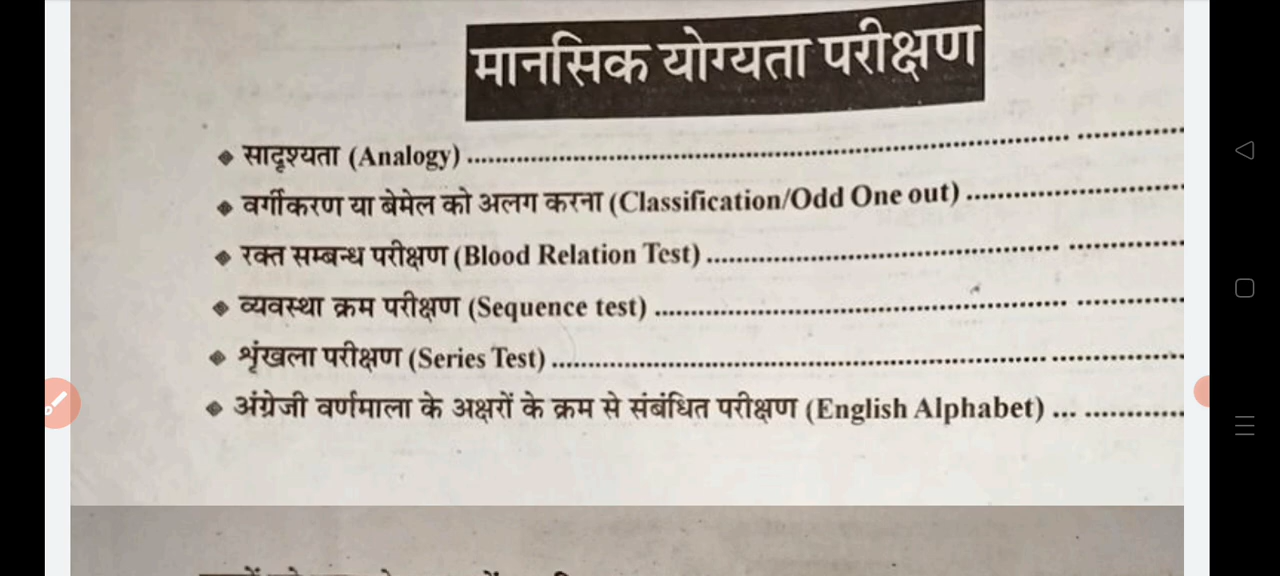 मानसिक योग्यता परीक्षण
◆ सादृश्यता (Analogy) ........................................................................
◆ वर्गीकरण या बेमेल को अलग करना (Classification/Odd One out) .........................
◆ रक्त सम्बन्ध परीक्षण (Blood Relation Test) ..................................................
◆ व्यवस्था क्रम परीक्षण (Sequence test) ........................................................
◆ शृंखला परीक्षण (Series Test) ..................................................................
◆ अंग्रेजी वर्णमाला के अक्षरों के क्रम से संबंधित परीक्षण (English Alphabet) ... ............